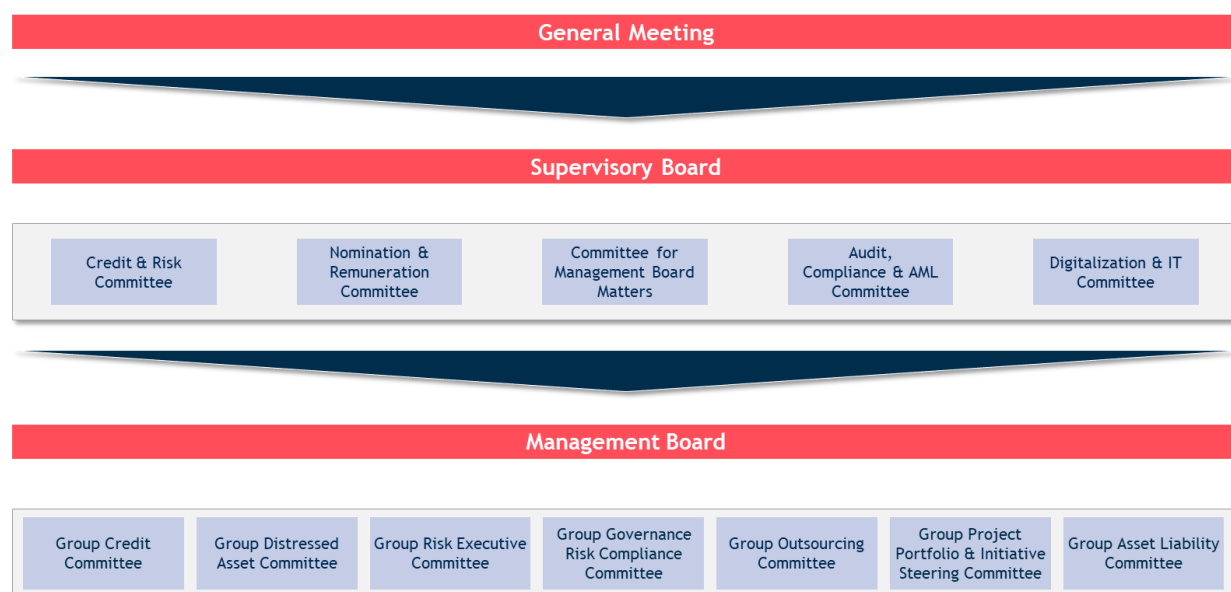 General Meeting
Supervisory Board
Credit & Risk
Committee
Nomination &
Remuneration
Committee
Committee for
Management Board
Matters
Audit,
Compliance & AML
Committee
Digitalization & IT
Committee
Management Board
Group Credit
Committee
Group Distressed
Asset Committee
Group Risk Executive
Committee
Group Governance
Risk Compliance
Committee
Group Outsourcing
Committee
Group Project
Portfolio & Initiative
Steering Committee
Group Asset Liability
Committee